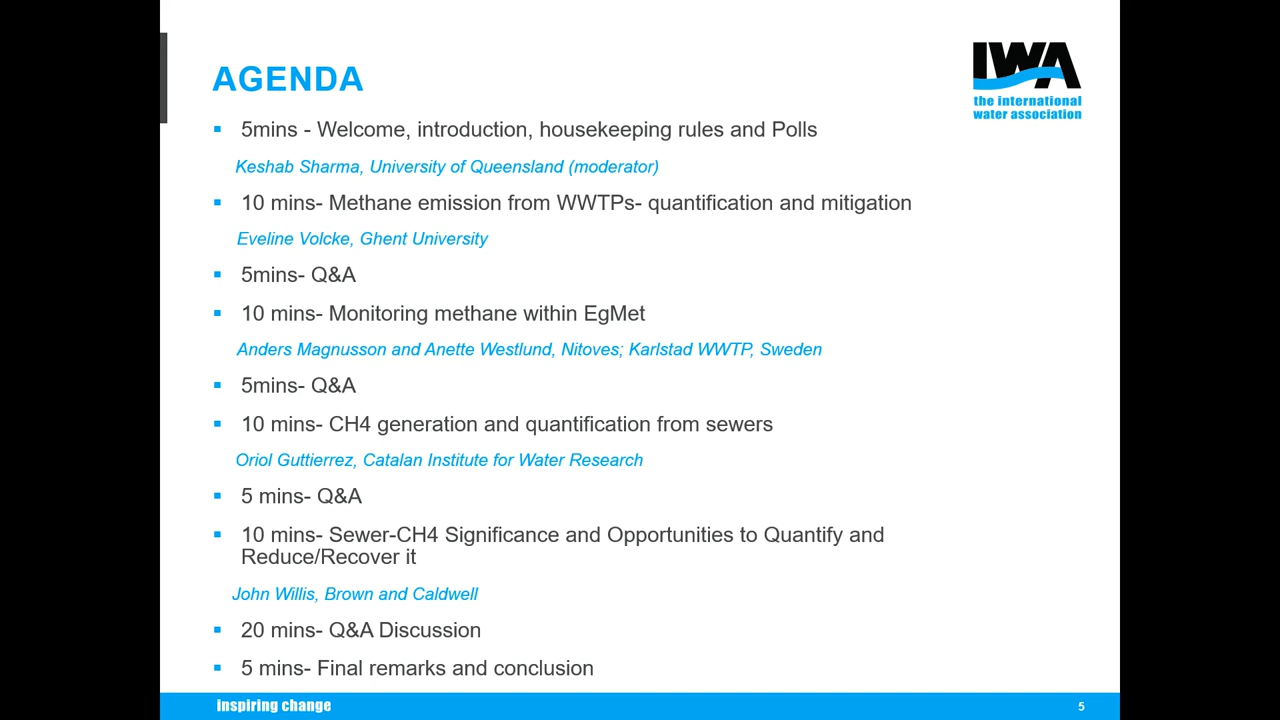 AGENDA
IWA
the international
water association
5mins - Welcome, introduction, housekeeping rules and Polls
Keshab Sharma, University of Queensland (moderator)
10 mins- Methane emission from WWTPs- quantification and mitigation
Eveline Volcke, Ghent University
5mins- Q&A
10 mins- Monitoring methane within EgMet
Anders Magnusson and Anette Westlund, Nitoves; Karlstad WWTP, Sweden
5mins- Q&A
10 mins- CH4 generation and quantification from sewers
Oriol Guttierrez, Catalan Institute for Water Research
5 mins- Q&A
10 mins- Sewer-CH4 Significance and Opportunities to Quantify and
Reduce/Recover it
John Willis, Brown and Caldwell
20 mins- Q&A Discussion
5 mins- Final remarks and conclusion
inspiring change
5